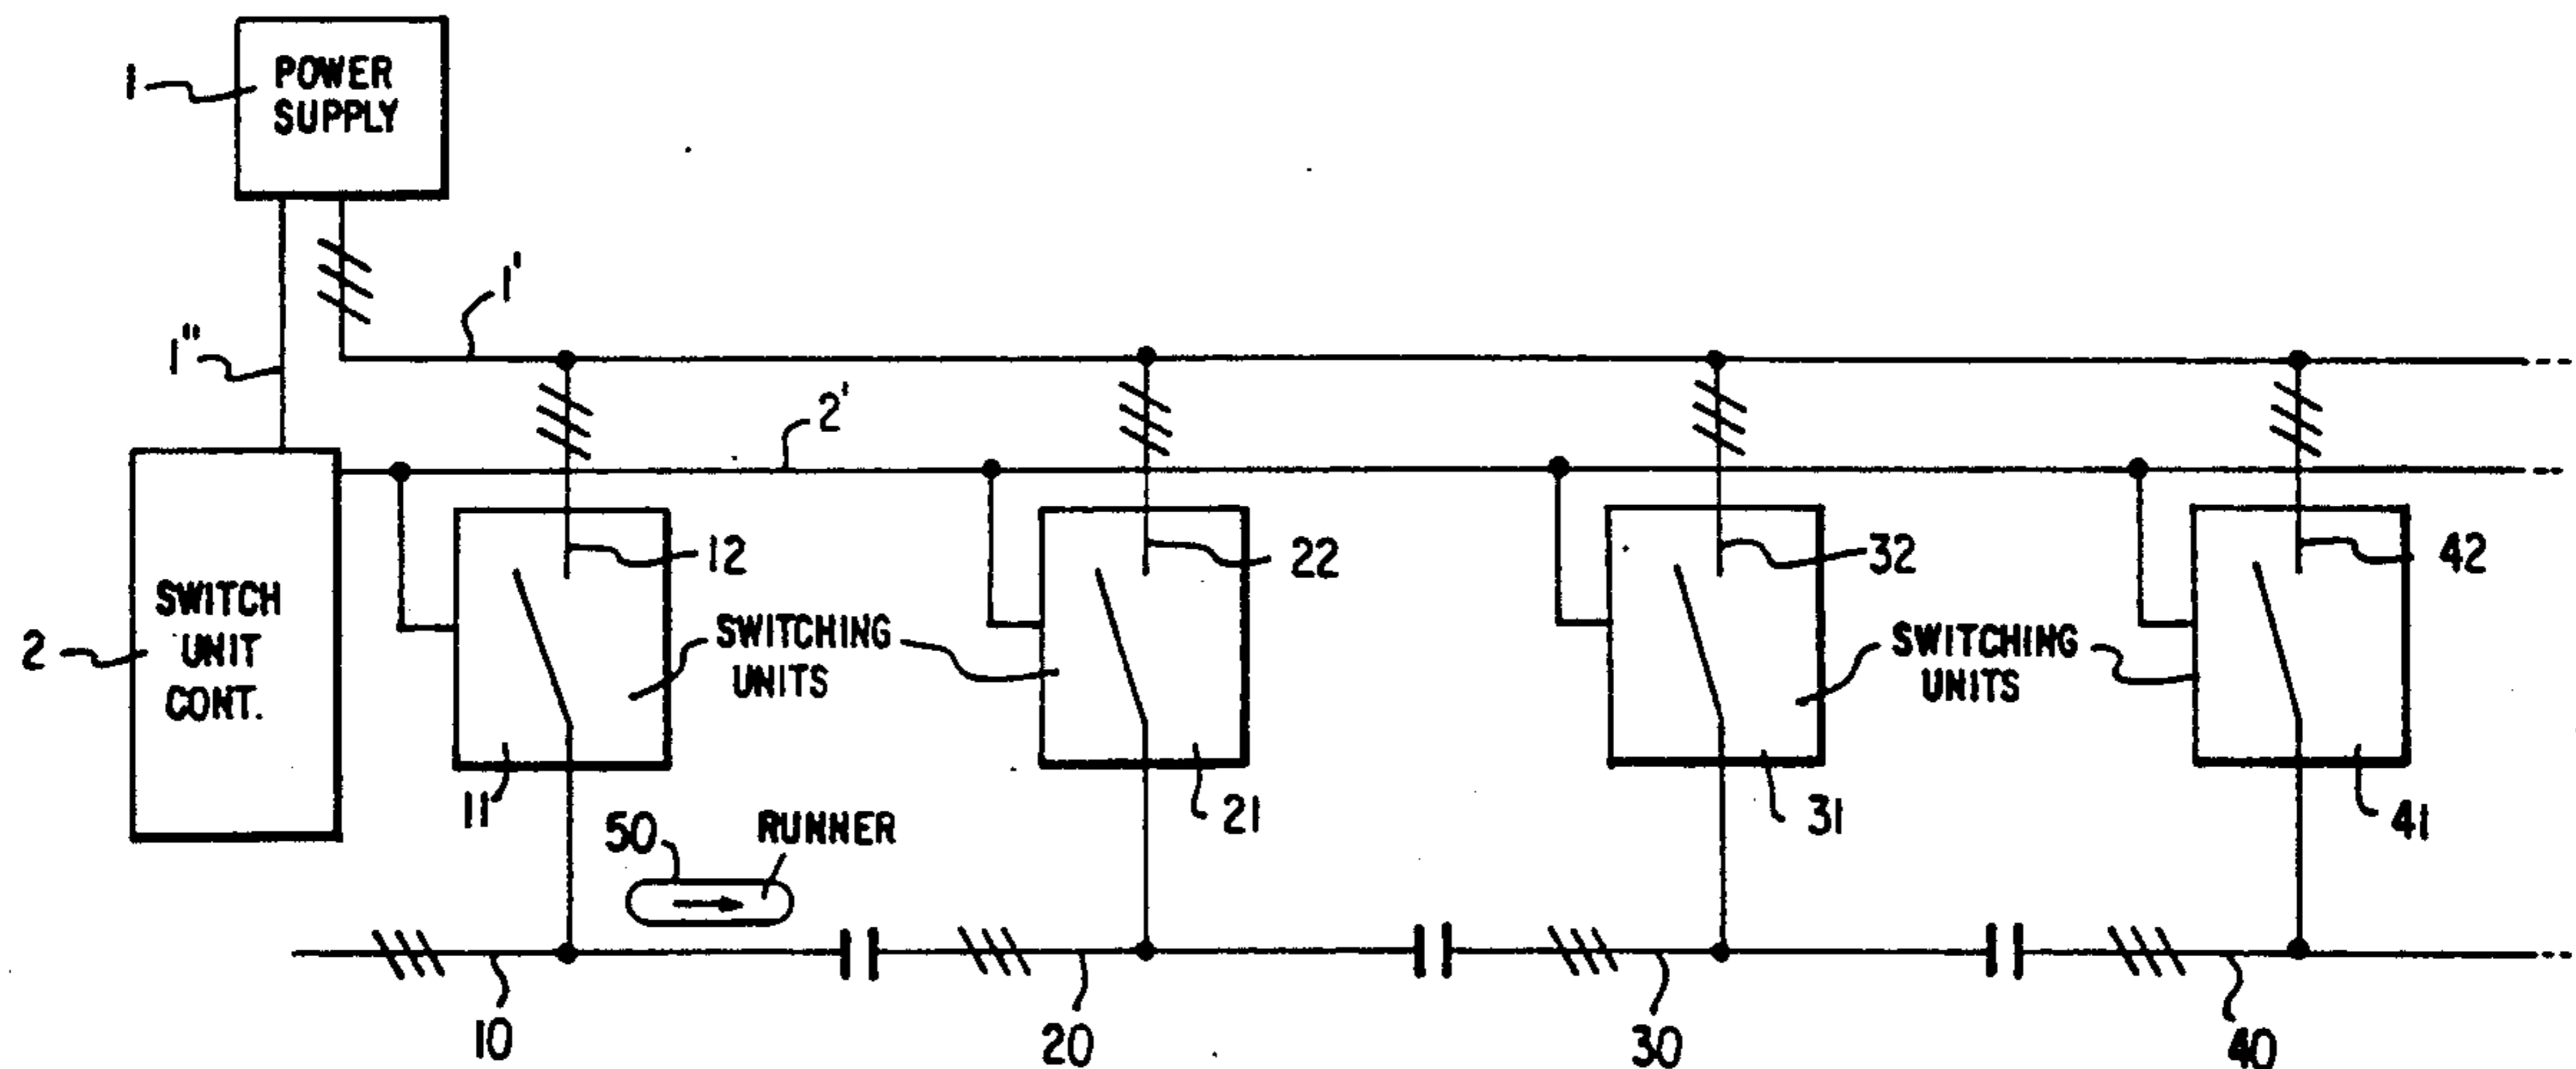 1
POWER
SUPPLY
1'
1"
2'
12
22
32
42
2
SWITCH
UNIT
CONT.
SWITCHING
UNITS
SWITCHING
UNITS
11
21
31
41
50
RUNNER
10
20
30
40